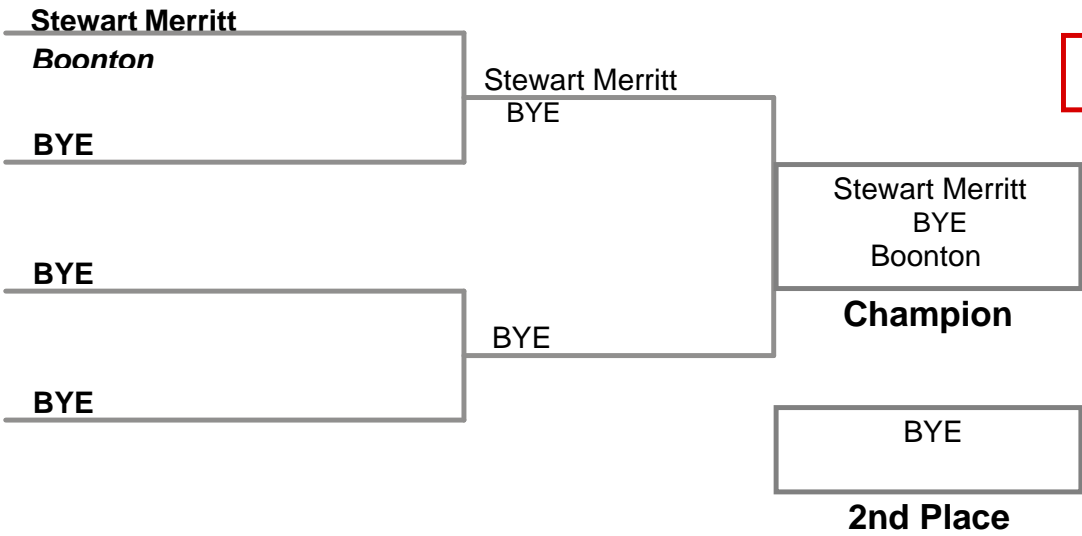 Stewart Merritt
Boonton
BYE
BYE
BYE
Stewart Merritt
BYE
BYE
Stewart Merritt
BYE
Boonton
Champion
BYE
2nd Place